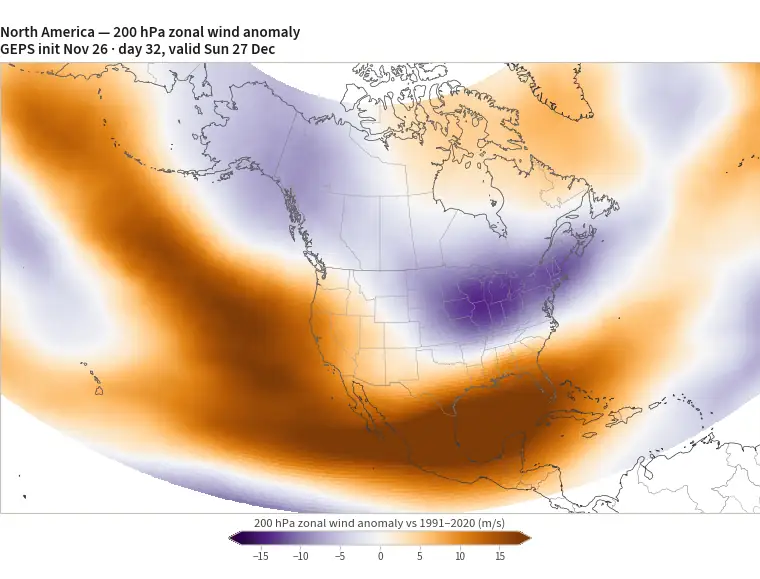 North America — 200 hPa zonal wind anomaly
GEPS init Nov 26 · day 32, valid Sun 27 Dec
200 hPa zonal wind anomaly vs 1991–2020 (m/s)
−15 −10 −5 0 5 10 15